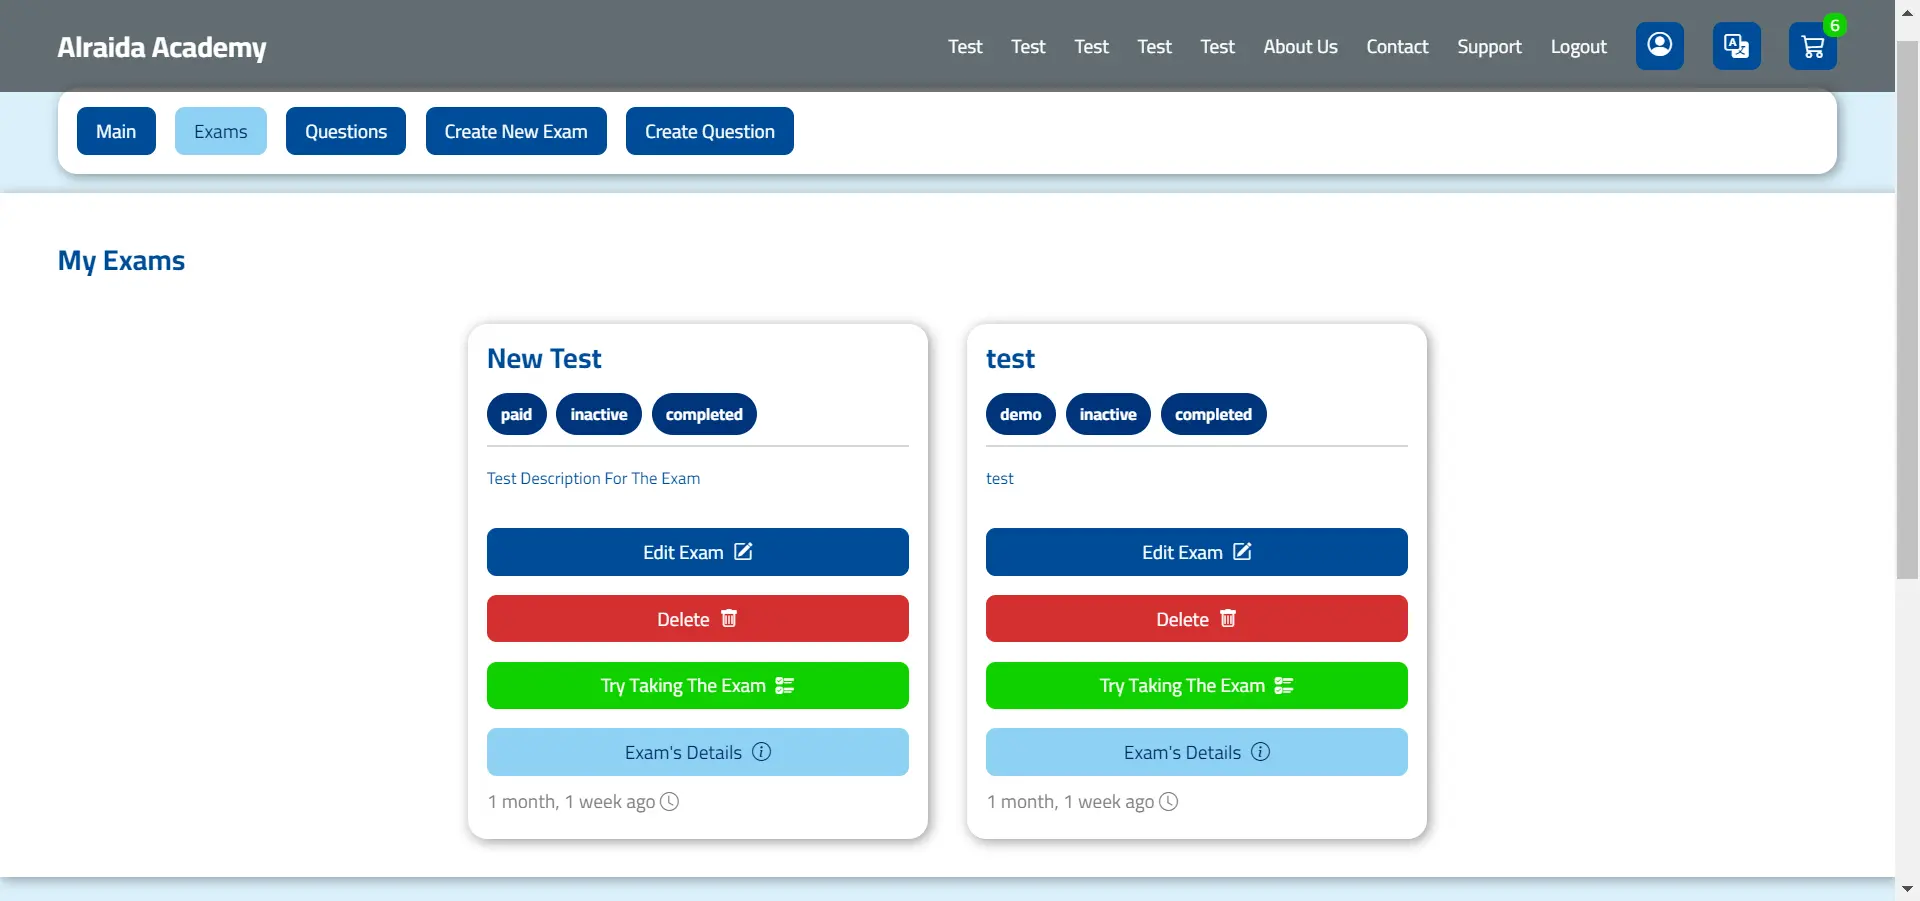 Alraida Academy
Test Test Test Test Test About Us Contact Support Logout 6
Main Exams Questions Create New Exam Create Question
My Exams
New Test
paid inactive completed
Test Description For The Exam
Edit Exam
Delete
Try Taking The Exam
Exam's Details
1 month, 1 week ago
test
demo inactive completed
test
Edit Exam
Delete
Try Taking The Exam
Exam's Details
1 month, 1 week ago